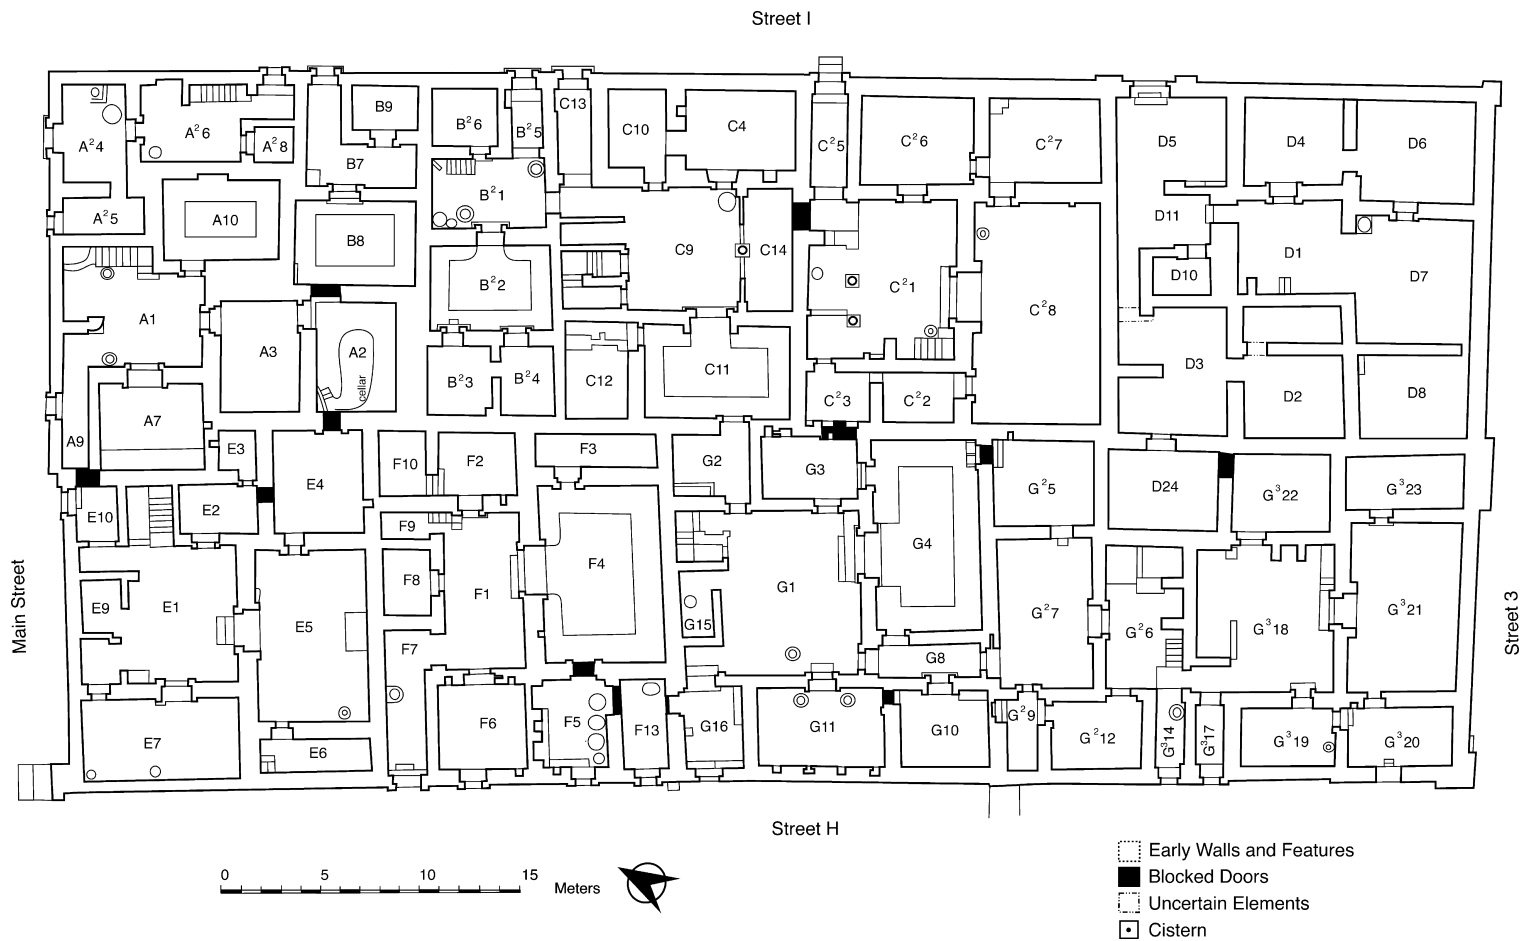 Street I
B9
C13
A²4
A²6
A²8
B7
B²6
B²5
C10
C4
C²5
C²6
C²7
D5
D4
D6
A²5
A10
B8
B²1
C9
C14
D11
D1
D7
B²2
C²1
C²8
D10
A1
A3
A2
cellar
B²3
B²4
C12
C11
C²3
C²2
D3
D2
D8
A7
A9
E3
E4
F10
F2
F3
G2
G3
G4
G²5
D24
G³22
G³23
E10
E2
F9
F8
F1
F4
G1
G²7
G²6
G³18
G³21
E9
E1
E5
F7
G15
G8
Main Street
Street 3
E7
E6
F6
F5
F13
G16
G11
G10
G²9
G²12
G³14
G³17
G³19
G³20
Street H
0 5 10 15
Meters
Early Walls and Features
Blocked Doors
Uncertain Elements
Cistern